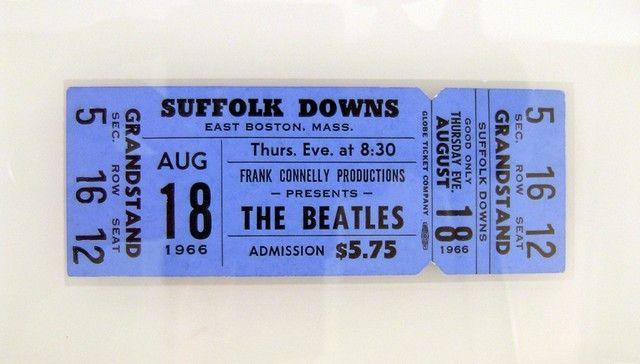 GRANDSTAND
SEC. ROW SEAT
5 16 12
SUFFOLK DOWNS
EAST BOSTON, MASS.
AUG
18
1966
Thurs. Eve. at 8:30
FRANK CONNELLY PRODUCTIONS
— PRESENTS —
THE BEATLES
ADMISSION $5.75
GLOBE TICKET COMPANY
GOOD ONLY
THURSDAY EVE.
AUGUST
18
1966
SUFFOLK DOWNS
GRANDSTAND
SEC. ROW SEAT
5 16 12